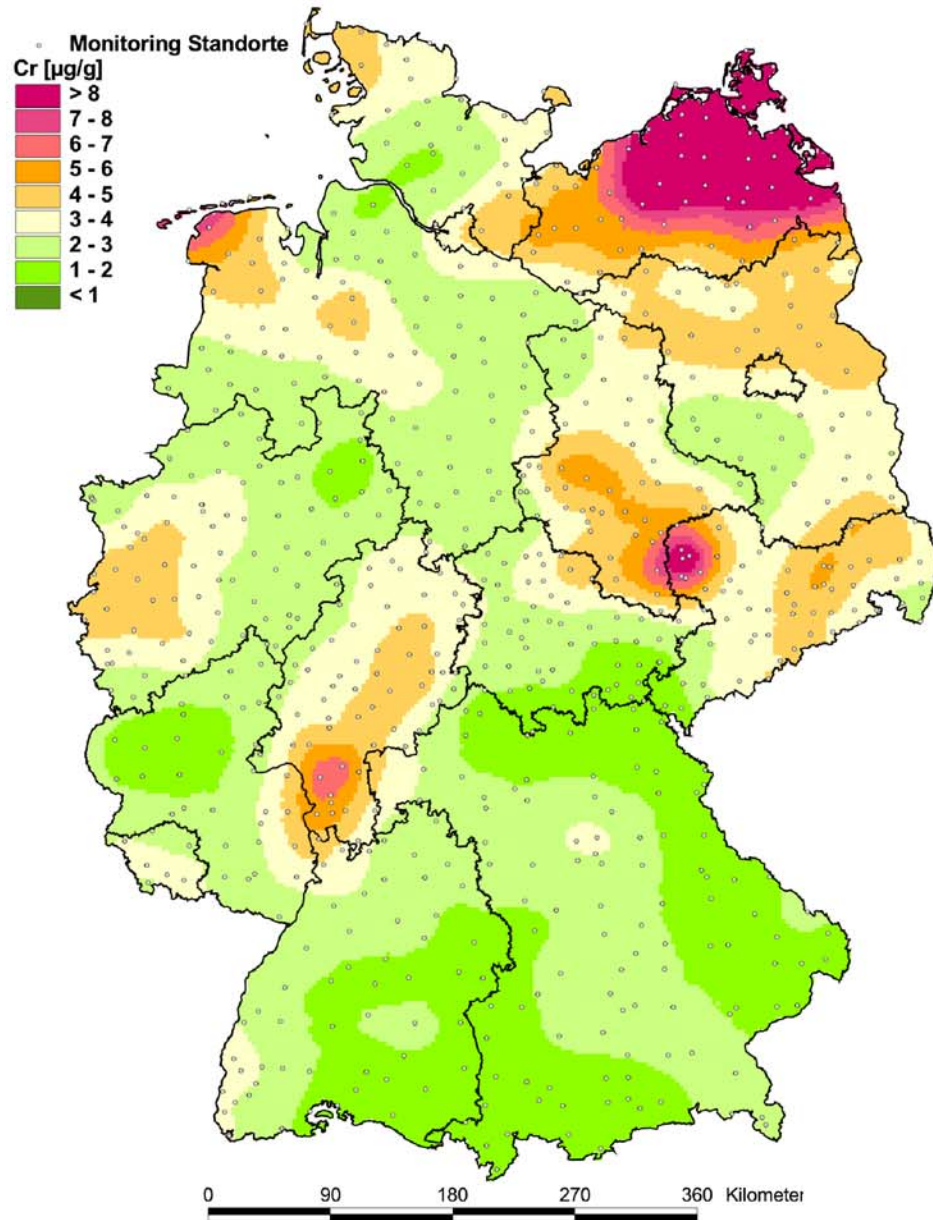 Monitoring Standorte
Cr [µg/g]
> 8
7 - 8
6 - 7
5 - 6
4 - 5
3 - 4
2 - 3
1 - 2
< 1
0 90 180 270 360 Kilometer